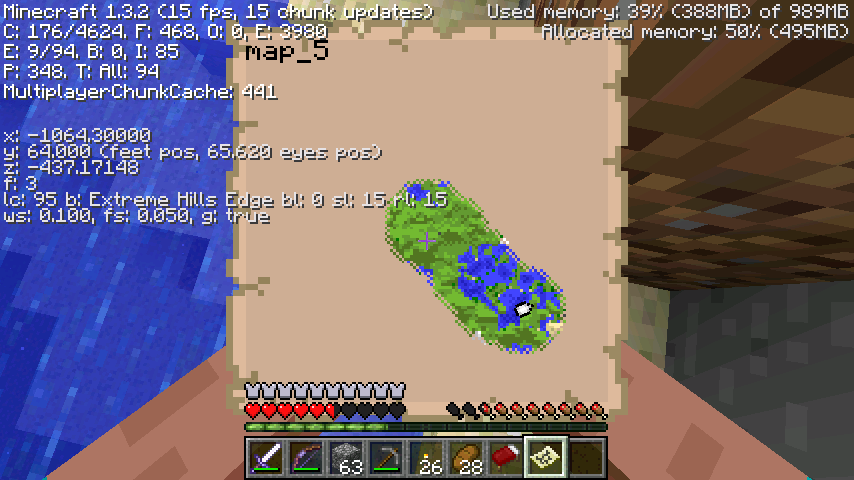 Minecraft 1.3.2 (15 fps, 15 chunk updates)
Used memory: 39% (388MB) of 989MB
C: 176/4624, F: 468, O: 0, E: 3980
Allocated memory: 50% (495MB)
E: 9/94. B: 0, I: 85
map_5
P: 348. T: All: 94
MultiplayerChunkCache: 441
x: -1064.30000
y: 64.000 (feet pos, 65.620 eyes pos)
z: -437.17148
f: 3
lc: 95 b: Extreme Hills Edge bl: 0 sl: 15 rl: 15
ws: 0.100, fs: 0.050, g: true
63
26
28